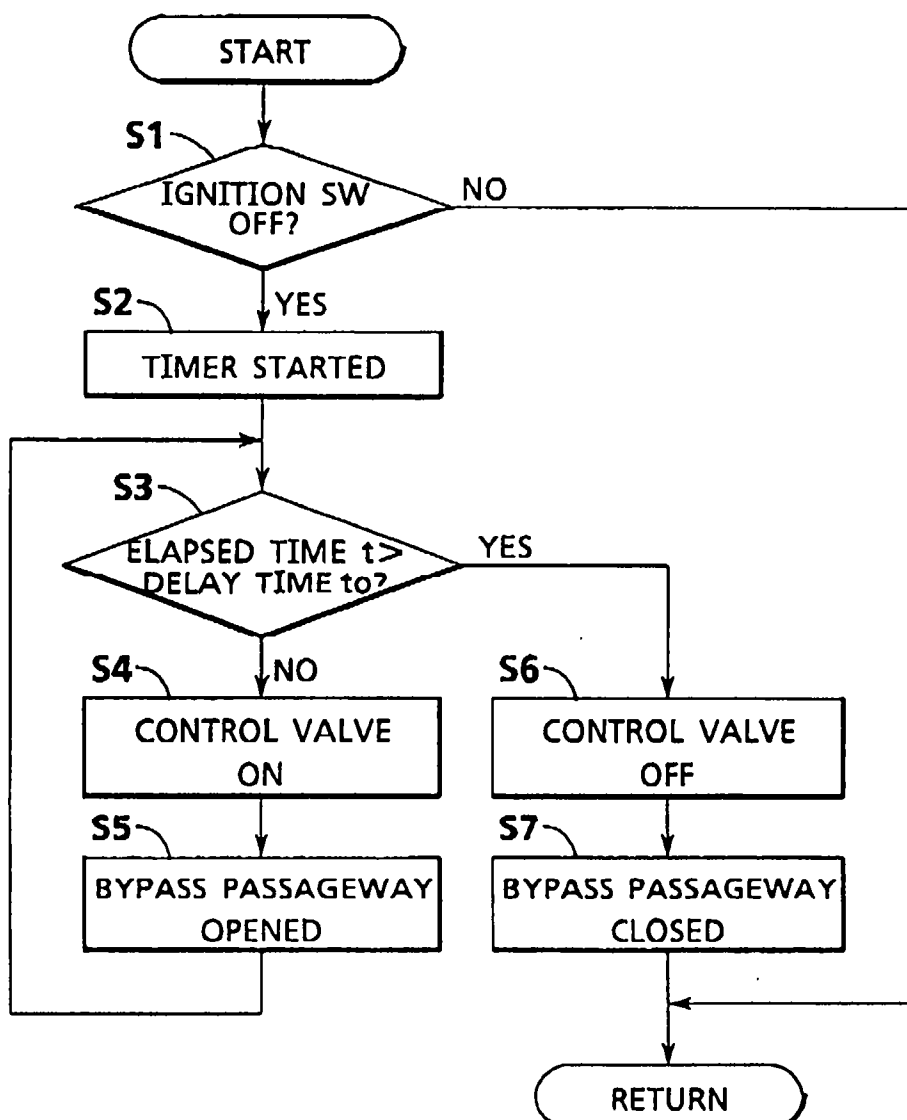 START
S1
IGNITION SW
OFF?
NO
YES
S2
TIMER STARTED
S3
ELAPSED TIME t>
DELAY TIME to?
YES
NO
S4
CONTROL VALVE
ON
S6
CONTROL VALVE
OFF
S5
BYPASS PASSAGEWAY
OPENED
S7
BYPASS PASSAGEWAY
CLOSED
RETURN